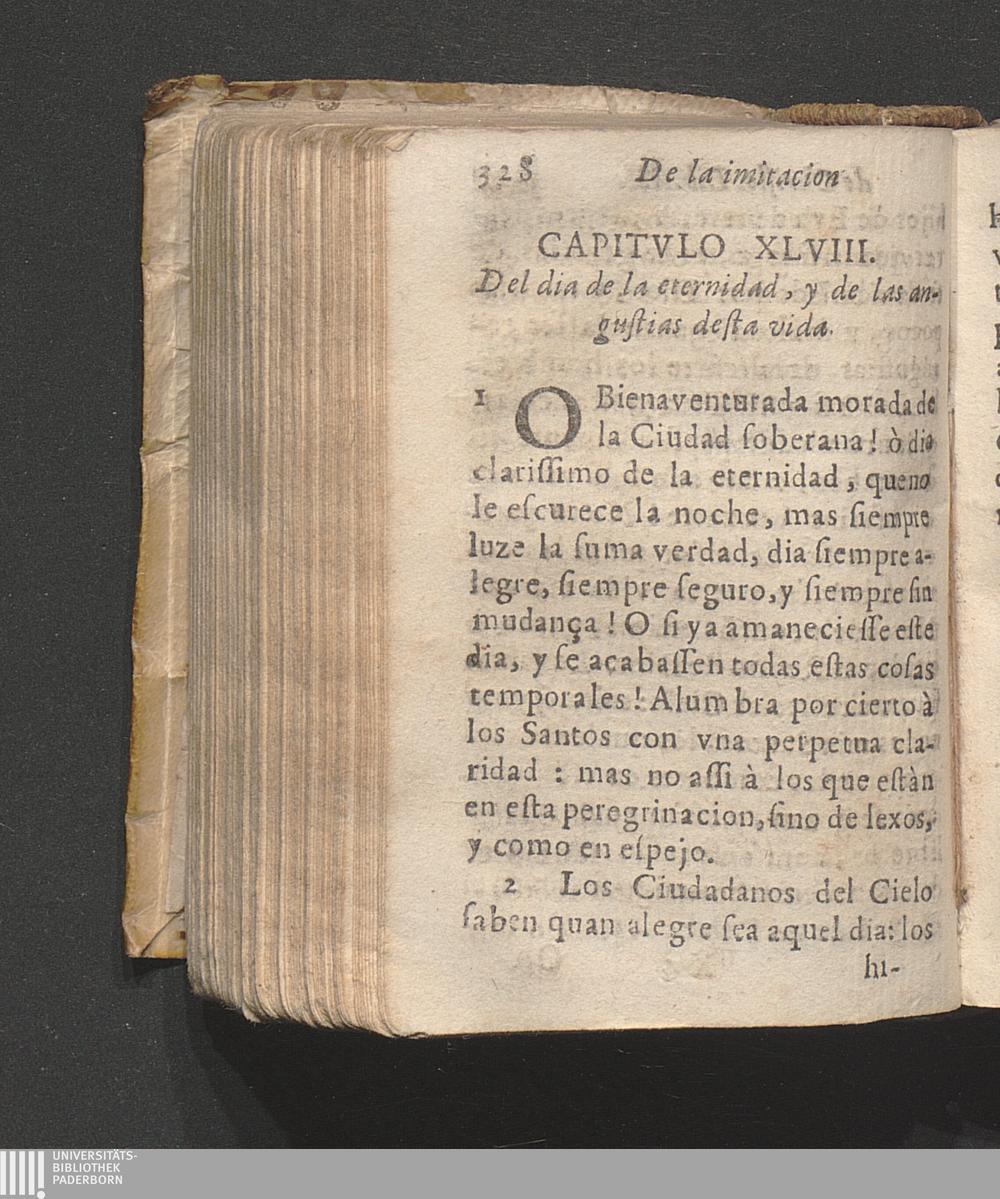 328 De la imitacion
CAPITVLO XLVIII.
Del dia de la eternidad, y de las an-
guſtias deſta vida.
1 O Bienaventurada morada de
la Ciudad ſoberana! ò dia
clariſſimo de la eternidad, que no
le eſcurece la noche, mas ſiempre
luze la ſuma verdad, dia ſiempre a-
legre, ſiempre ſeguro, y ſiempre ſin
mudança! O ſi ya amanecieſſe eſte
dia, y ſe acabaſſen todas eſtas coſas
temporales! Alumbra por cierto à
los Santos con vna perpetua cla-
ridad : mas no aſſi à los que eſtàn
en eſta peregrinacion, ſino de lexos,
y como en eſpejo.
2 Los Ciudadanos del Cielo
ſaben quan alegre ſea aquel dia: los
hi-
UNIVERSITÄTS-
BIBLIOTHEK
PADERBORN